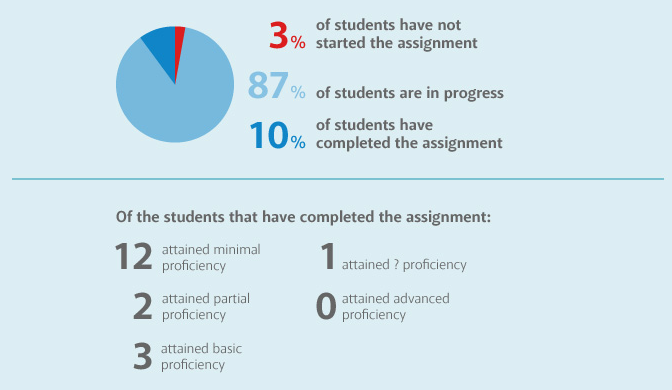 3% of students have not
started the assignment
87% of students are in progress
10% of students have
completed the assignment
Of the students that have completed the assignment:
12 attained minimal
proficiency
2 attained partial
proficiency
3 attained basic
proficiency
1 attained ? proficiency
0 attained advanced
proficiency